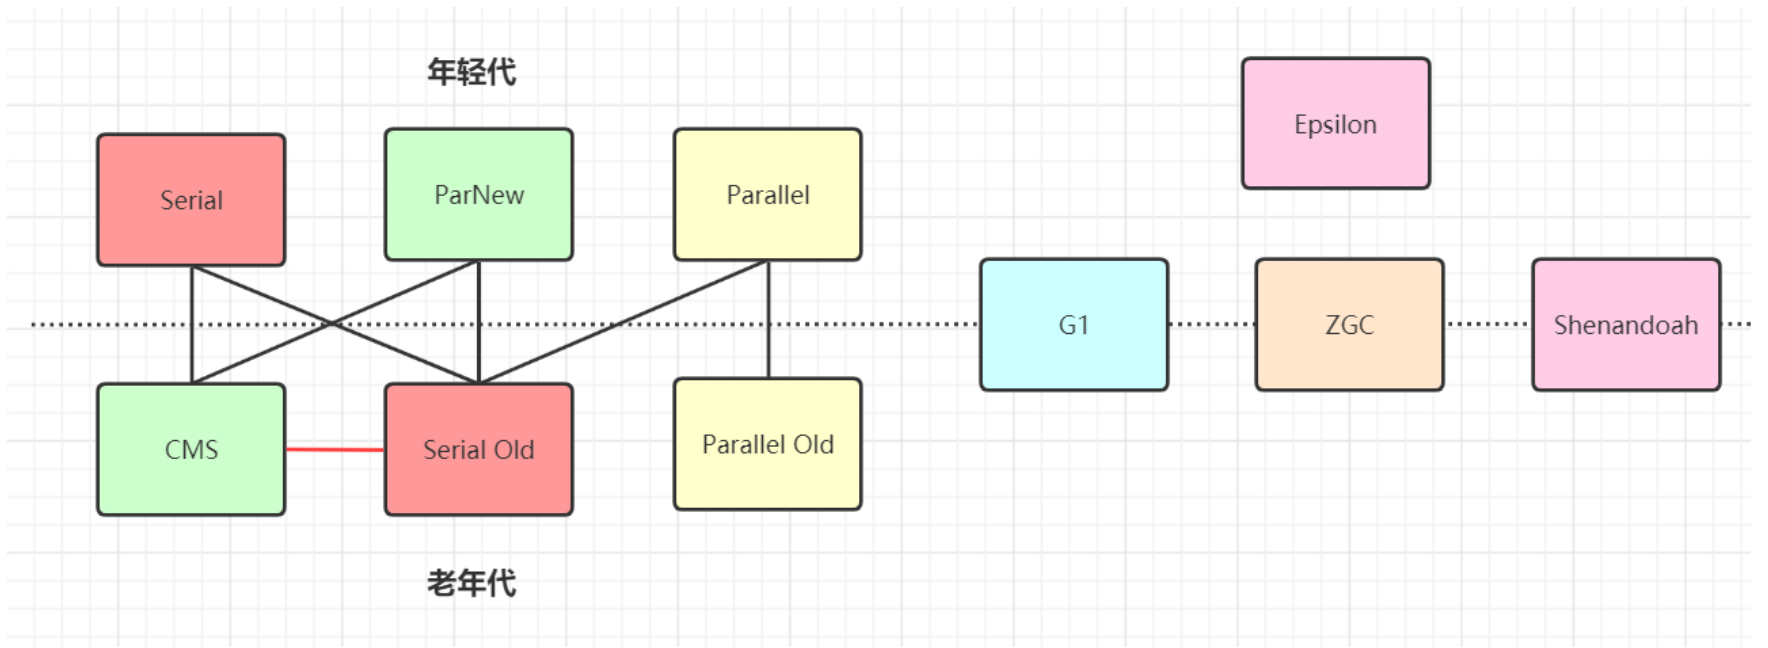 年轻代
Epsilon
Serial
ParNew
Parallel
G1
ZGC
Shenandoah
CMS
Serial Old
Parallel Old
老年代